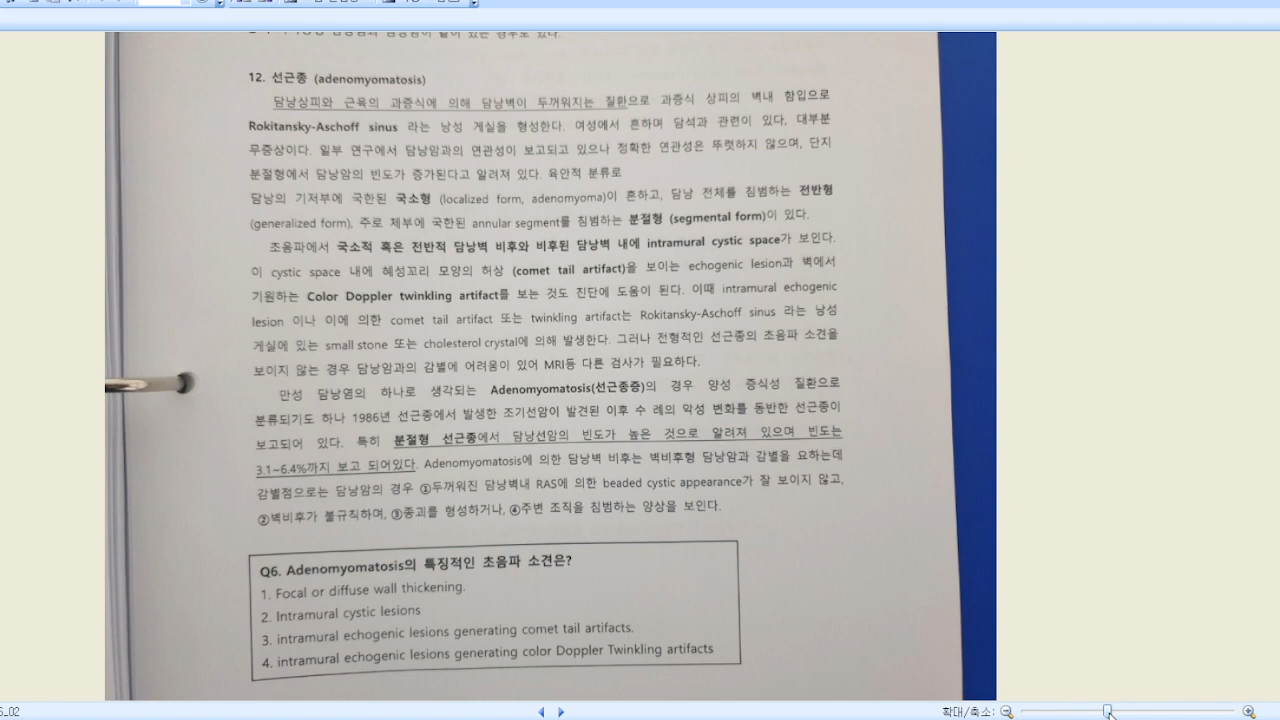 12. 선근종 (adenomyomatosis)
담낭상피와 근육의 과증식에 의해 담낭벽이 두꺼워지는 질환으로 과증식 상피의 벽내 함입으로
Rokitansky-Aschoff sinus 라는 낭성 게실을 형성한다. 여성에서 흔하며 담석과 관련이 있다, 대부분
무증상이다. 일부 연구에서 담낭암과의 연관성이 보고되고 있으나 정확한 연관성은 뚜렷하지 않으며, 단지
분절형에서 담낭암의 빈도가 증가된다고 알려져 있다. 육안적 분류로
담낭의 기저부에 국한된 국소형 (localized form, adenomyoma)이 흔하고, 담낭 전체를 침범하는 전반형
(generalized form), 주로 체부에 국한된 annular segment를 침범하는 분절형 (segmental form)이 있다.
초음파에서 국소적 혹은 전반적 담낭벽 비후와 비후된 담낭벽 내에 intramural cystic space가 보인다.
이 cystic space 내에 혜성꼬리 모양의 허상 (comet tail artifact)을 보이는 echogenic lesion과 벽에서
기원하는 Color Doppler twinkling artifact를 보는 것도 진단에 도움이 된다. 이때 intramural echogenic
lesion 이나 이에 의한 comet tail artifact 또는 twinkling artifact는 Rokitansky-Aschoff sinus 라는 낭성
게실에 있는 small stone 또는 cholesterol crystal에 의해 발생한다. 그러나 전형적인 선근종의 초음파 소견을
보이지 않는 경우 담낭암과의 감별에 어려움이 있어 MRI등 다른 검사가 필요하다.
만성 담낭염의 하나로 생각되는 Adenomyomatosis(선근종증)의 경우 양성 증식성 질환으로
분류되기도 하나 1986년 선근종에서 발생한 조기선암이 발견된 이후 수 례의 악성 변화를 동반한 선근종이
보고되어 있다. 특히 분절형 선근종에서 담낭선암의 빈도가 높은 것으로 알려져 있으며 빈도는
3.1~6.4%까지 보고 되어있다. Adenomyomatosis에 의한 담낭벽 비후는 벽비후형 담낭암과 감별을 요하는데
감별점으로는 담낭암의 경우 ①두꺼워진 담낭벽내 RAS에 의한 beaded cystic appearance가 잘 보이지 않고,
②벽비후가 불규칙하며, ③종괴를 형성하거나, ④주변 조직을 침범하는 양상을 보인다.
Q6. Adenomyomatosis의 특징적인 초음파 소견은?
1. Focal or diffuse wall thickening.
2. Intramural cystic lesions
3. intramural echogenic lesions generating comet tail artifacts.
4. intramural echogenic lesions generating color Doppler Twinkling artifacts
확대/축소: